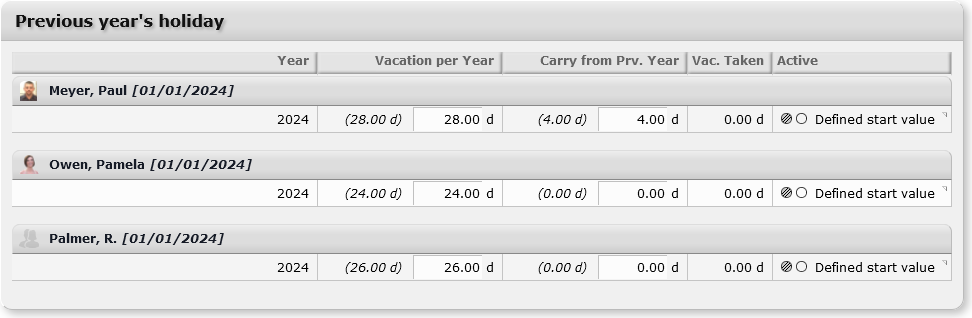 Previous year's holiday
Year Vacation per Year Carry from Prv. Year Vac. Taken Active
Meyer, Paul [01/01/2024]
2024 (28.00 d) 28.00 d (4.00 d) 4.00 d 0.00 d Defined start value
Owen, Pamela [01/01/2024]
2024 (24.00 d) 24.00 d (0.00 d) 0.00 d 0.00 d Defined start value
Palmer, R. [01/01/2024]
2024 (26.00 d) 26.00 d (0.00 d) 0.00 d 0.00 d Defined start value